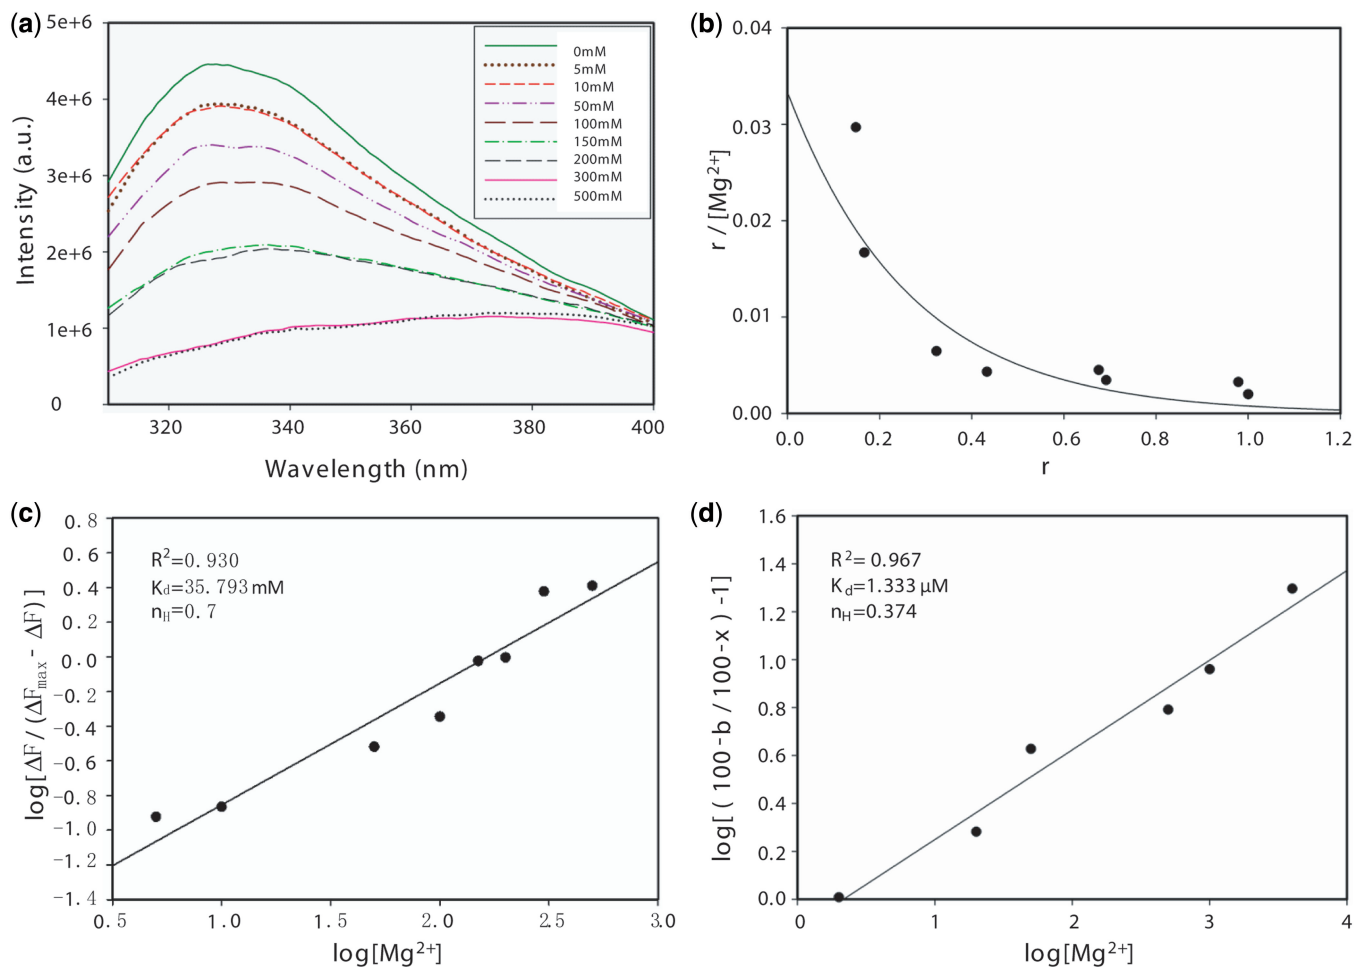 (a)
5e+6
4e+6
3e+6
2e+6
1e+6
0
Intensity (a.u.)
320 340 360 380 400
Wavelength (nm)
0mM
5mM
10mM
50mM
100mM
150mM
200mM
300mM
500mM
(b)
0.04
0.03
0.02
0.01
0.00
r / [Mg²⁺]
0.0 0.2 0.4 0.6 0.8 1.0 1.2
r
(c)
0.8
0.6
0.4
0.2
0.0
-0.2
-0.4
-0.6
-0.8
-1.0
-1.2
-1.4
log[ΔF / (ΔFmax - ΔF)]
R²=0.930
Kd=35.793 mM
nH=0.7
0.5 1.0 1.5 2.0 2.5 3.0
log[Mg²⁺]
(d)
1.6
1.4
1.2
1.0
0.8
0.6
0.4
0.2
0.0
log[ ( 100-b / 100-x ) -1]
R²= 0.967
Kd=1.333 μM
nH=0.374
0 1 2 3 4
log[Mg²⁺]